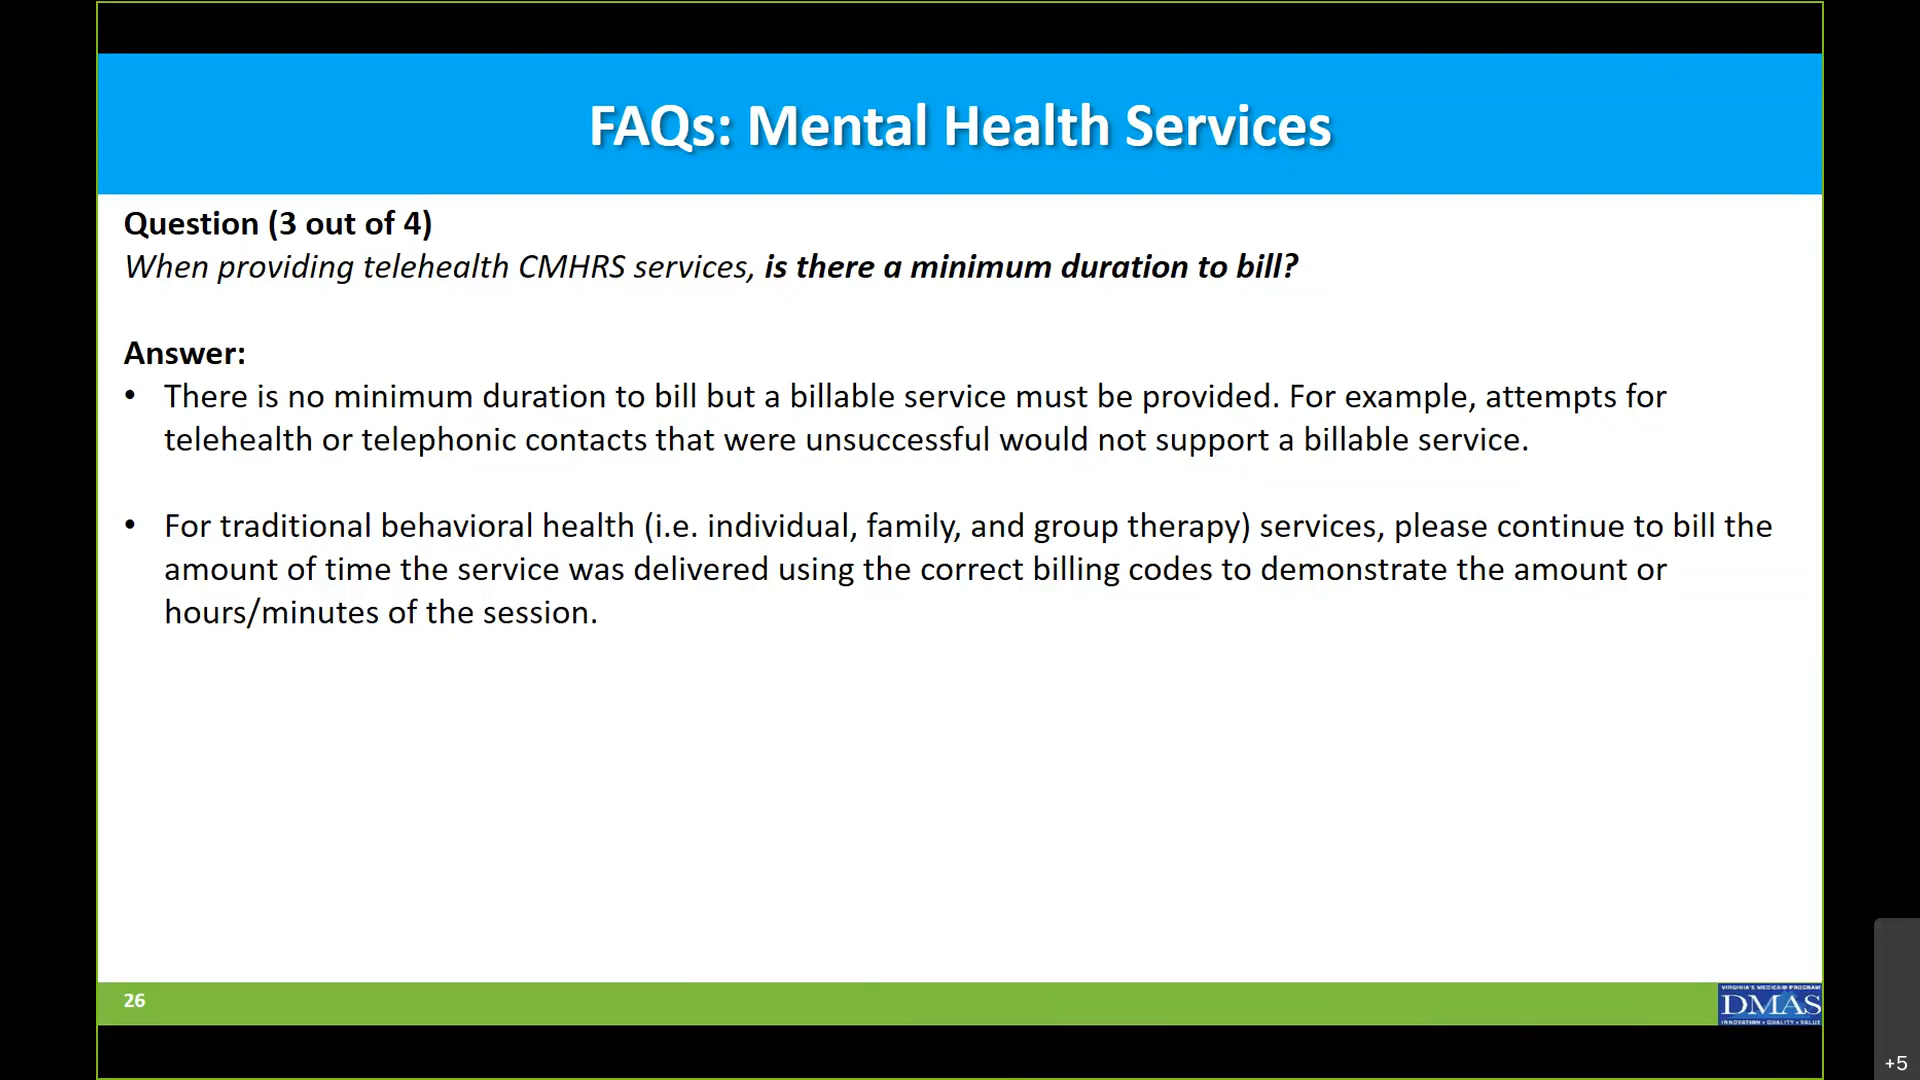 FAQs: Mental Health Services
Question (3 out of 4)
When providing telehealth CMHRS services, is there a minimum duration to bill?
Answer:
• There is no minimum duration to bill but a billable service must be provided. For example, attempts for
telehealth or telephonic contacts that were unsuccessful would not support a billable service.
• For traditional behavioral health (i.e. individual, family, and group therapy) services, please continue to bill the
amount of time the service was delivered using the correct billing codes to demonstrate the amount or
hours/minutes of the session.
26
VIRGINIA'S MEDICAID PROGRAM
DMAS
INNOVATION • QUALITY • VALUE
+5